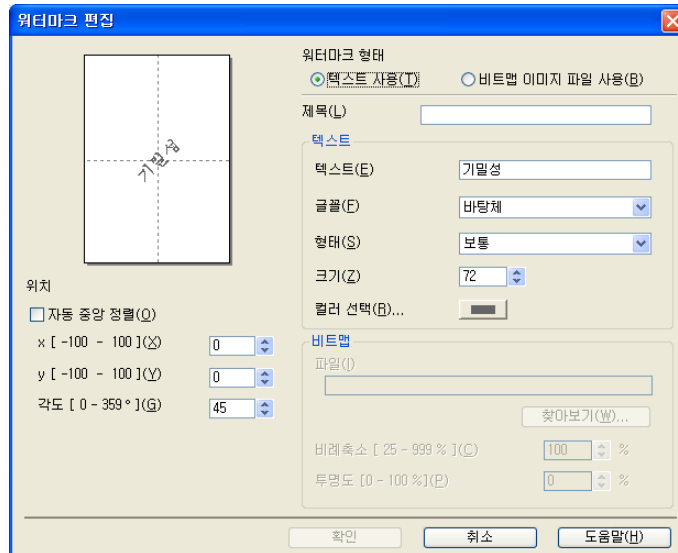 워터마크 편집
기밀성
워터마크 형태
텍스트 사용(T)
비트맵 이미지 파일 사용(B)
제목(L)
텍스트
텍스트(E)
기밀성
글꼴(F)
바탕체
형태(S)
보통
크기(Z)
72
컬러 선택(R)...
위치
자동 중앙 정렬(O)
x [ -100 - 100 ](X)
0
y [ -100 - 100 ](Y)
0
각도 [ 0 - 359 ° ](G)
45
비트맵
파일(I)
찾아보기(W)...
비례축소 [ 25 - 999 % ](C)
100
%
투명도 [0 - 100 %](P)
0
%
확인
취소
도움말(H)